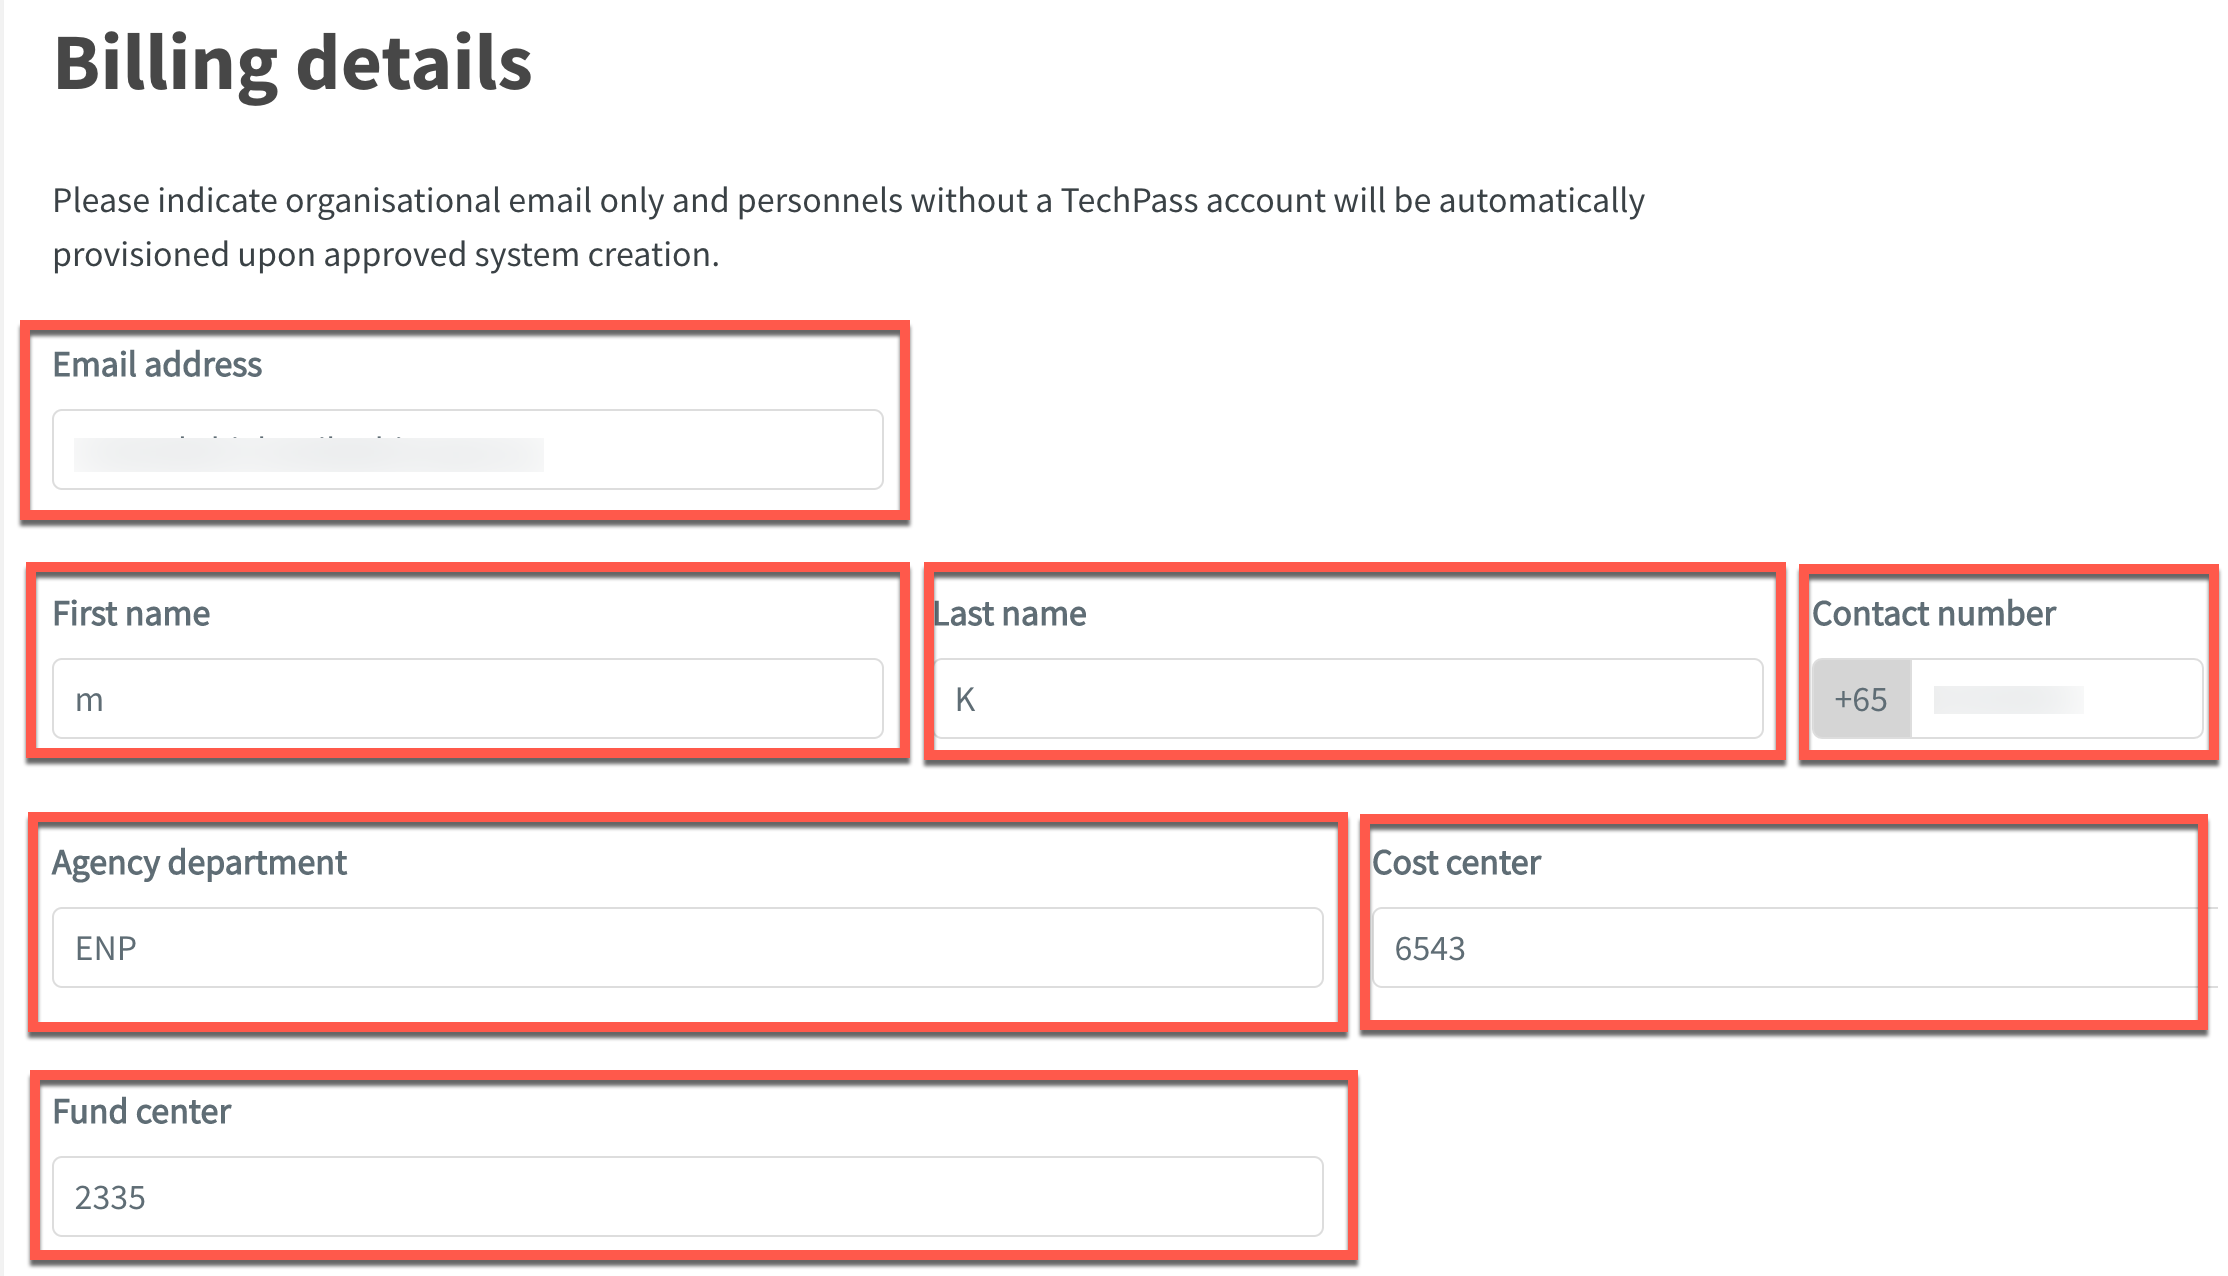 Billing details
Please indicate organisational email only and personnels without a TechPass account will be automatically
provisioned upon approved system creation.
Email address
First name
Last name
Contact number
m
K
+65
Agency department
Cost center
ENP
6543
Fund center
2335